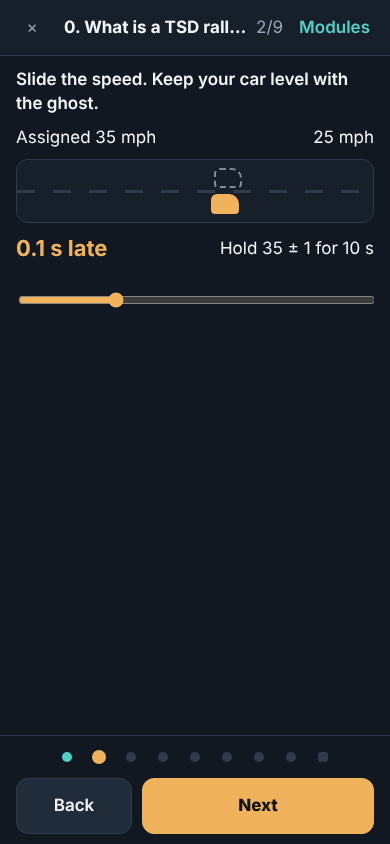 ×
0. What is a TSD rall... 2/9 Modules
Slide the speed. Keep your car level with
the ghost.
Assigned 35 mph 25 mph
0.1 s late Hold 35 ± 1 for 10 s
Back Next